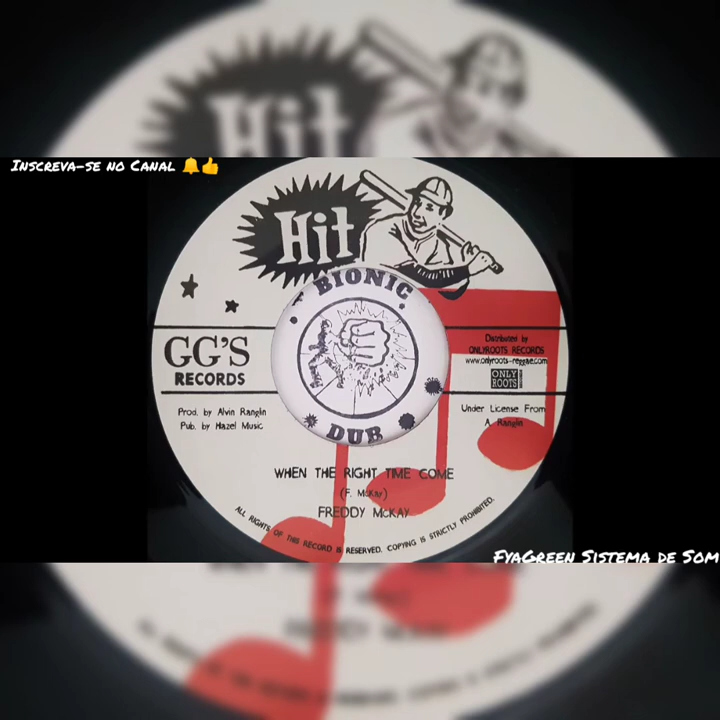 Inscreva-se no Canal 🔔👍
Hit
BIONIC
DUB
GG'S
RECORDS
Distributed by
ONLYROOTS RECORDS
www.onlyroots-reggae.com
ONLY
ROOTS
Prod. by Alvin Ranglin
Pub. by Hazel Music
Under License From
A. Ranglin
WHEN THE RIGHT TIME COME
(F. McKay)
FREDDY McKAY
ALL RIGHTS OF THIS RECORD IS RESERVED. COPYING IS STRICTLY PROHIBITED.
FyaGreen Sistema de Som